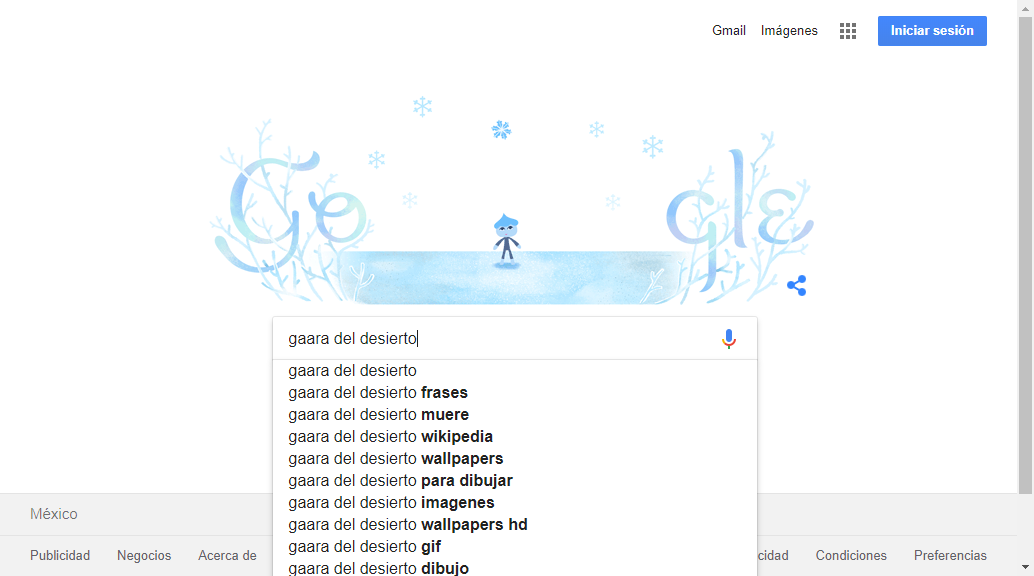 Gmail Imágenes Iniciar sesión
Go gle
gaara del desierto
gaara del desierto
gaara del desierto frases
gaara del desierto muere
gaara del desierto wikipedia
gaara del desierto wallpapers
gaara del desierto para dibujar
gaara del desierto imagenes
gaara del desierto wallpapers hd
gaara del desierto gif
gaara del desierto dibujo
México
Publicidad Negocios Acerca de cidad Condiciones Preferencias